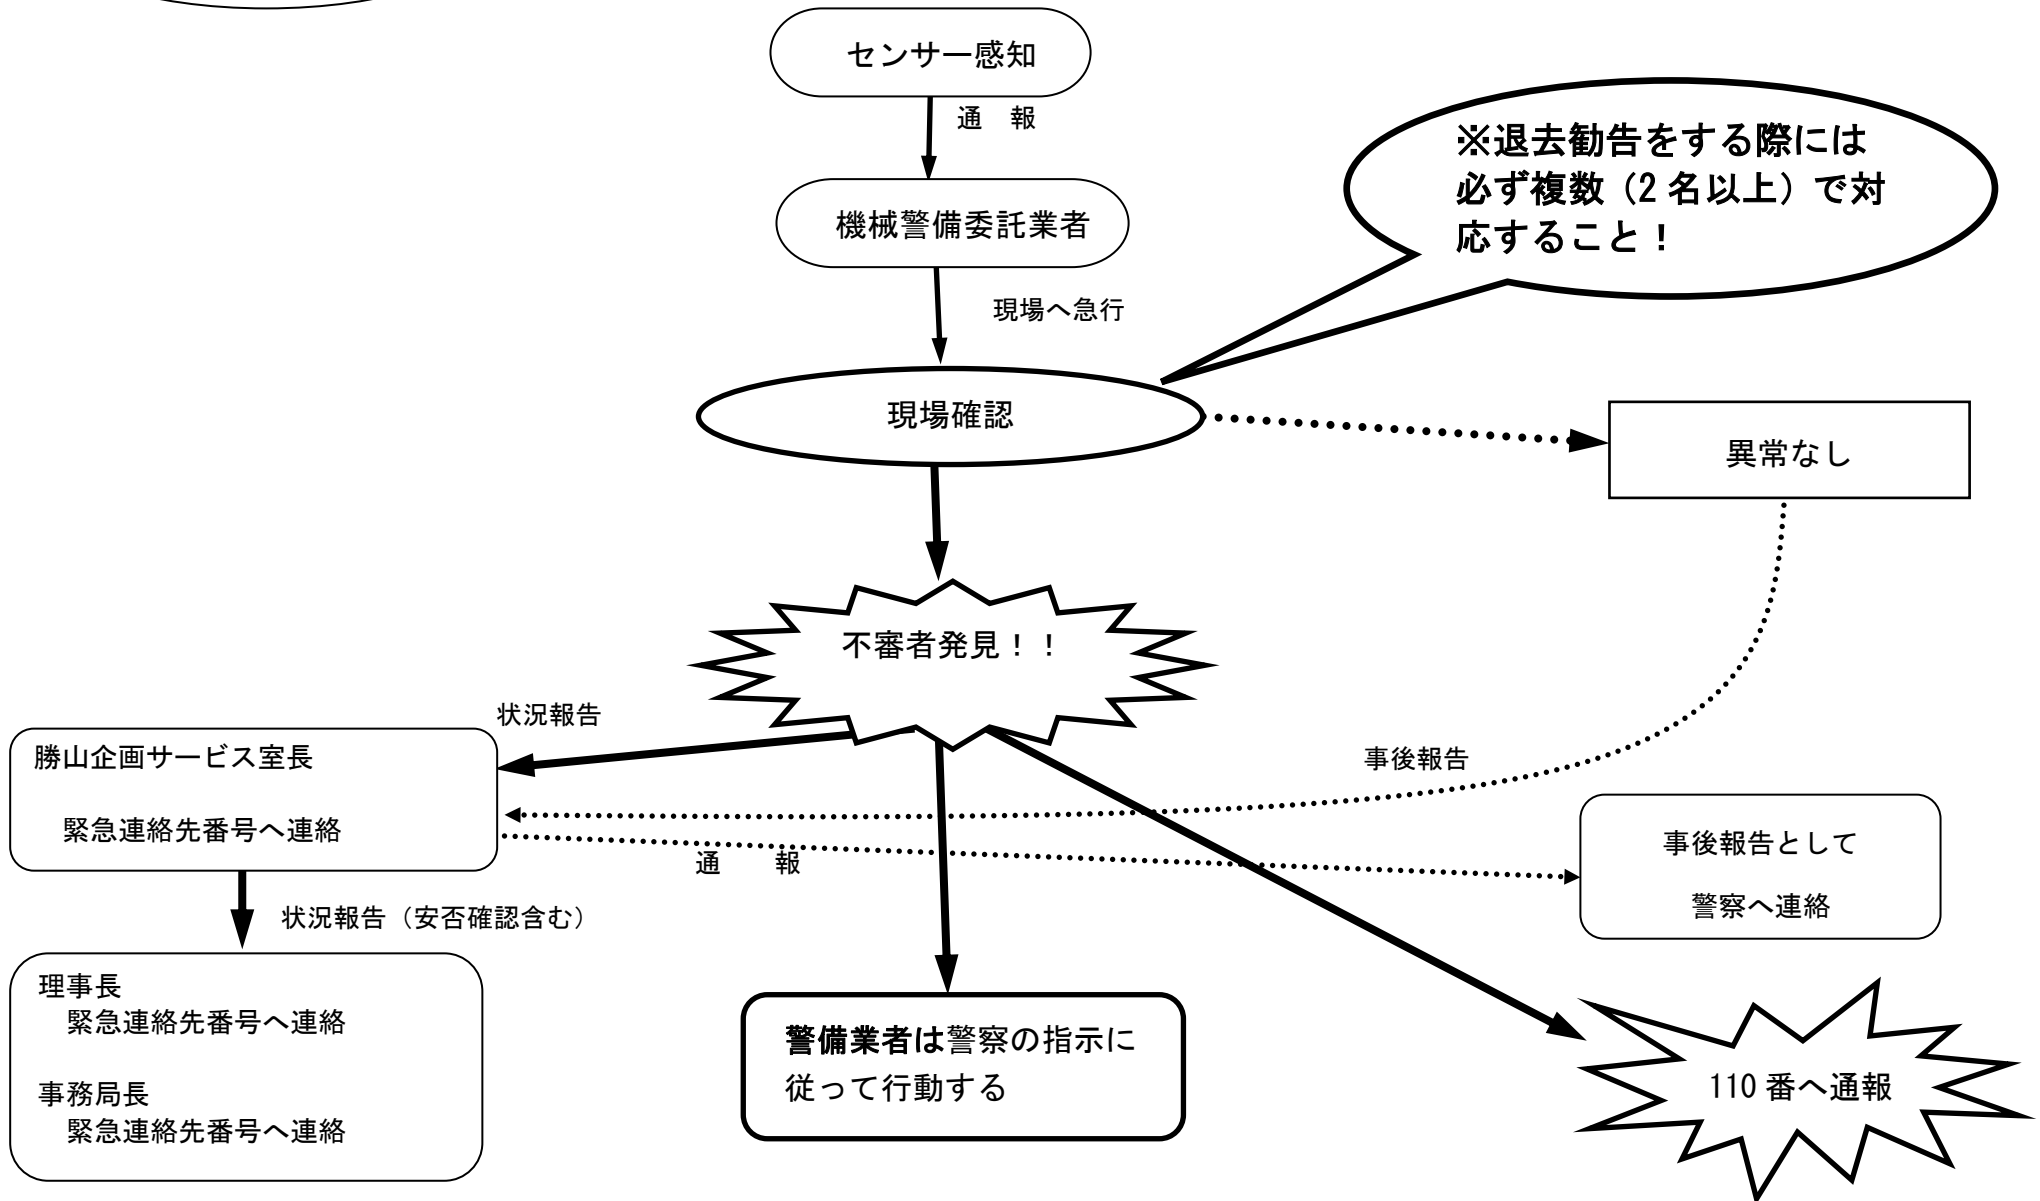 センサー感知
通　報
機械警備委託業者
現場へ急行
※退去勧告をする際には
必ず複数（2 名以上）で対
応すること！
現場確認
異常なし
不審者発見！！
状況報告
勝山企画サービス室長
緊急連絡先番号へ連絡
事後報告
通　　報
事後報告として
警察へ連絡
状況報告（安否確認含む）
理事長
緊急連絡先番号へ連絡
事務局長
緊急連絡先番号へ連絡
警備業者は警察の指示に
従って行動する
110 番へ通報